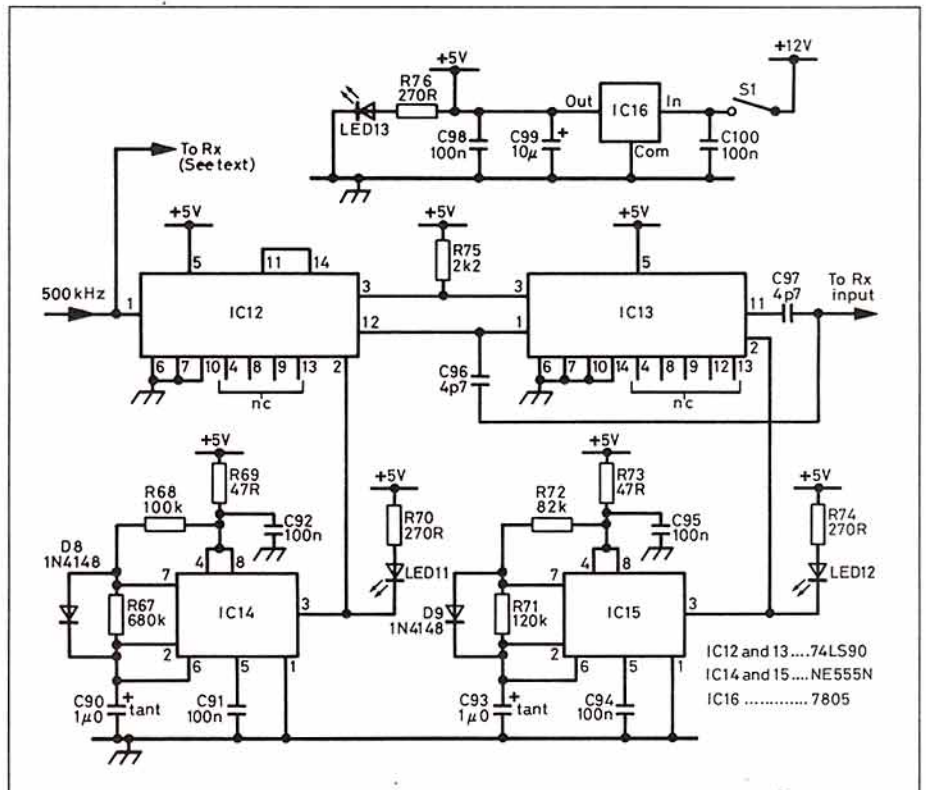 +12V
+5V
R76
270R
LED13
C98
100n
C99
10μ
+
Out
IC16
In
Com
S1
C100
100n
To Rx
(See text)
+5V
5
11
14
500kHz
1
IC12
3
12
6
7
10
4
8
9
13
2
n'c
+5V
R75
2k2
C96
4p7
+5V
5
3
1
IC13
11
2
6
7
10
14
4
8
9
12
13
n'c
C97
4p7
To Rx
input
+5V
R69
47R
R68
100k
C92
100n
D8
1N4148
R67
680k
4
8
7
IC14
3
2
6
5
1
C90
1μ0
+
tant
C91
100n
+5V
R70
270R
LED11
+5V
R73
47R
R72
82k
C95
100n
D9
1N4148
R71
120k
4
8
7
IC15
3
2
6
5
1
C93
1μ0
+
tant
C94
100n
+5V
R74
270R
LED12
IC12 and 13....74LS90
IC14 and 15....NE555N
IC16 ............. 7805